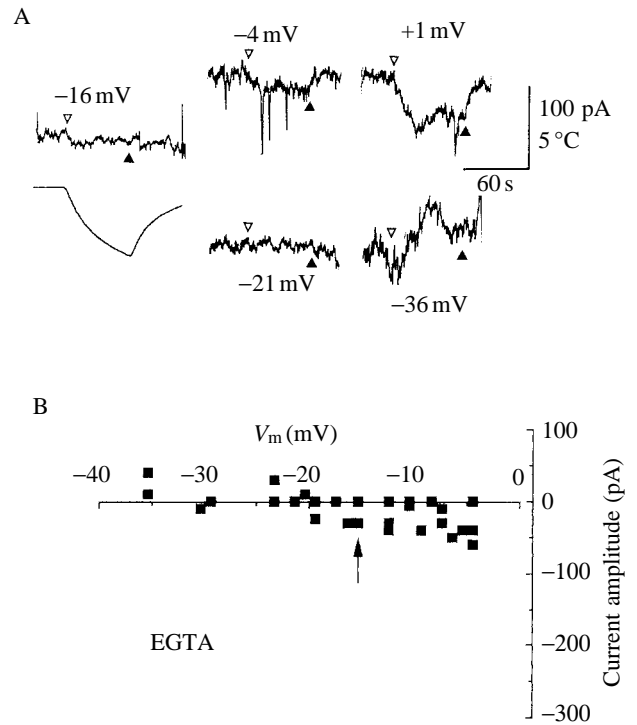 A
−4 mV
+1 mV
−16 mV
100 pA
5 °C
60 s
−21 mV
−36 mV
B
Vm (mV)
−40 −30 −20 −10 0
100
0
−100
−200
−300
Current amplitude (pA)
EGTA